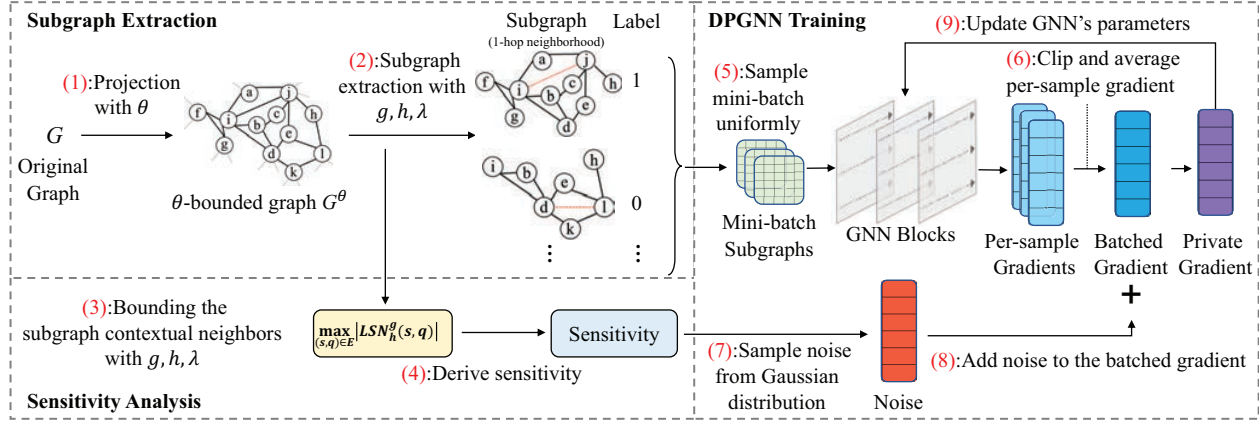 Subgraph Extraction
(1):Projection
with θ
G
Original
Graph
f
g
a
i
b
c
j
h
e
d
l
k
θ-bounded graph G^θ
(2):Subgraph
extraction with
g, h, λ
Subgraph
(1-hop neighborhood)
Label
a
j
f
i
h
b
c
g
e
d
1
h
i
b
e
d
l
k
0
⋮
⋮
(3):Bounding the
subgraph contextual neighbors
with g, h, λ
max |LSN_h^g(s, q)|
(s,q)∈E
(4):Derive sensitivity
Sensitivity
Sensitivity Analysis
DPGNN Training
(9):Update GNN's parameters
(5):Sample
mini-batch
uniformly
(6):Clip and average
per-sample gradient
Mini-batch
Subgraphs
GNN Blocks
Per-sample
Gradients
Batched
Gradient
Private
Gradient
+
(7):Sample noise
from Gaussian
distribution
Noise
(8):Add noise to the batched gradient